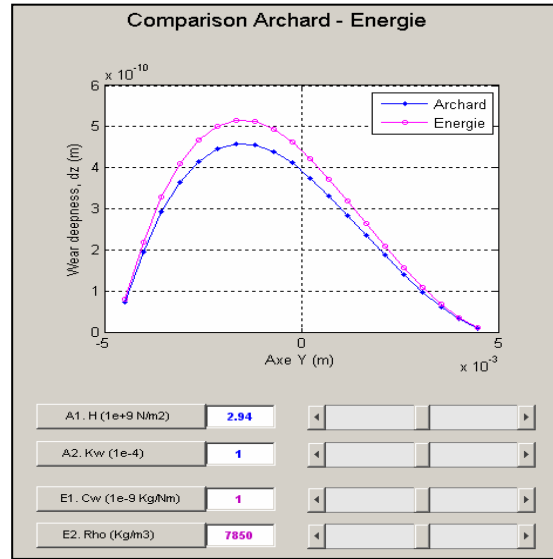 Comparison Archard - Energie
x 10⁻¹⁰
6
5
4
3
2
1
0
Wear deepness, dz (m)
Archard
Energie
-5 0 5
Axe Y (m)
x 10⁻³
A1. H (1e+9 N/m2) 2.94
A2. Kw (1e-4) 1
E1. Cw (1e-9 Kg/Nm) 1
E2. Rho (Kg/m3) 7850